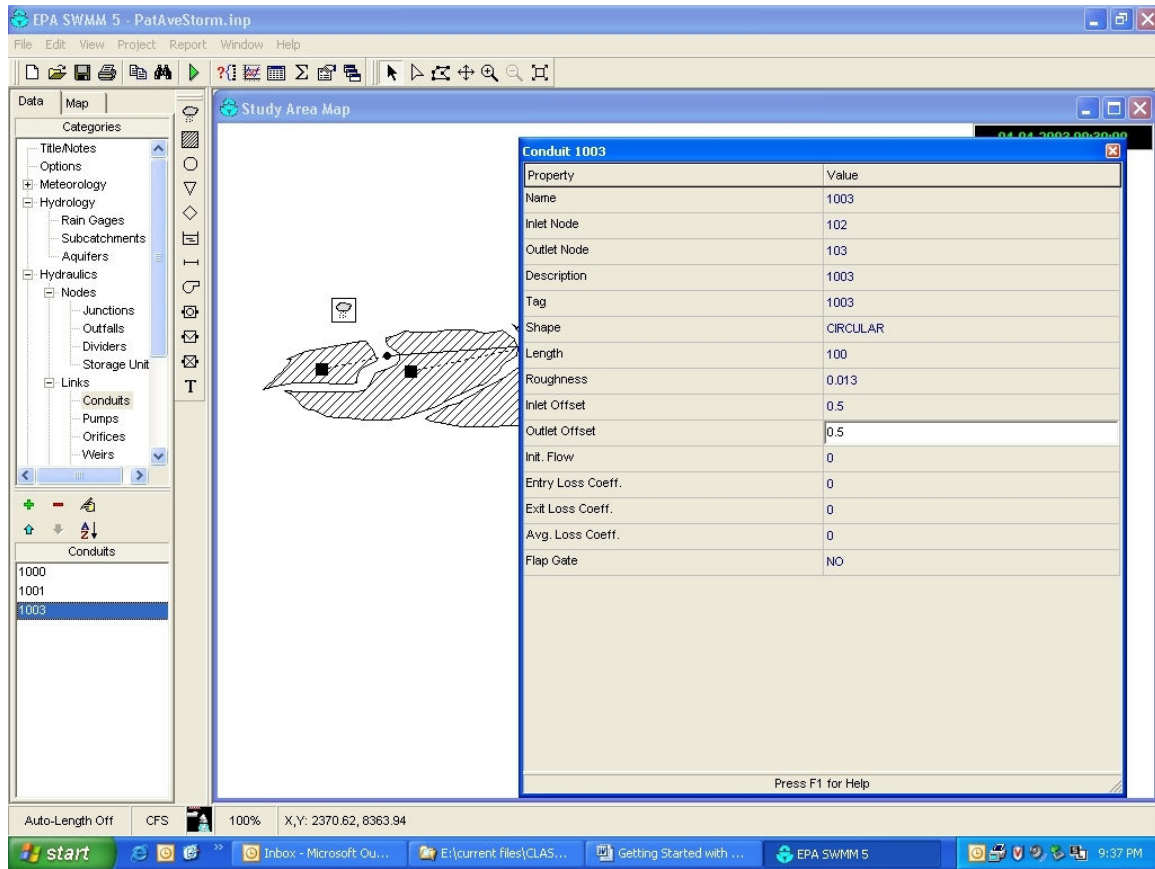 EPA SWMM 5 - PatAveStorm.inp
File Edit View Project Report Window Help
Data Map
Categories
Title/Notes
Options
Meteorology
Hydrology
Rain Gages
Subcatchments
Aquifers
Hydraulics
Nodes
Junctions
Outfalls
Dividers
Storage Unit
Links
Conduits
Pumps
Orifices
Weirs
Conduits
1000
1001
1003
T
Study Area Map
Conduit 1003
Property Value
Name 1003
Inlet Node 102
Outlet Node 103
Description 1003
Tag 1003
Shape CIRCULAR
Length 100
Roughness 0.013
Inlet Offset 0.5
Outlet Offset 0.5
Init. Flow 0
Entry Loss Coeff. 0
Exit Loss Coeff. 0
Avg. Loss Coeff. 0
Flap Gate NO
Press F1 for Help
Auto-Length Off CFS 100% X,Y: 2370.62, 8363.94
start Inbox - Microsoft Ou... E:\current files\CLAS... Getting Started with ... EPA SWMM 5 9:37 PM